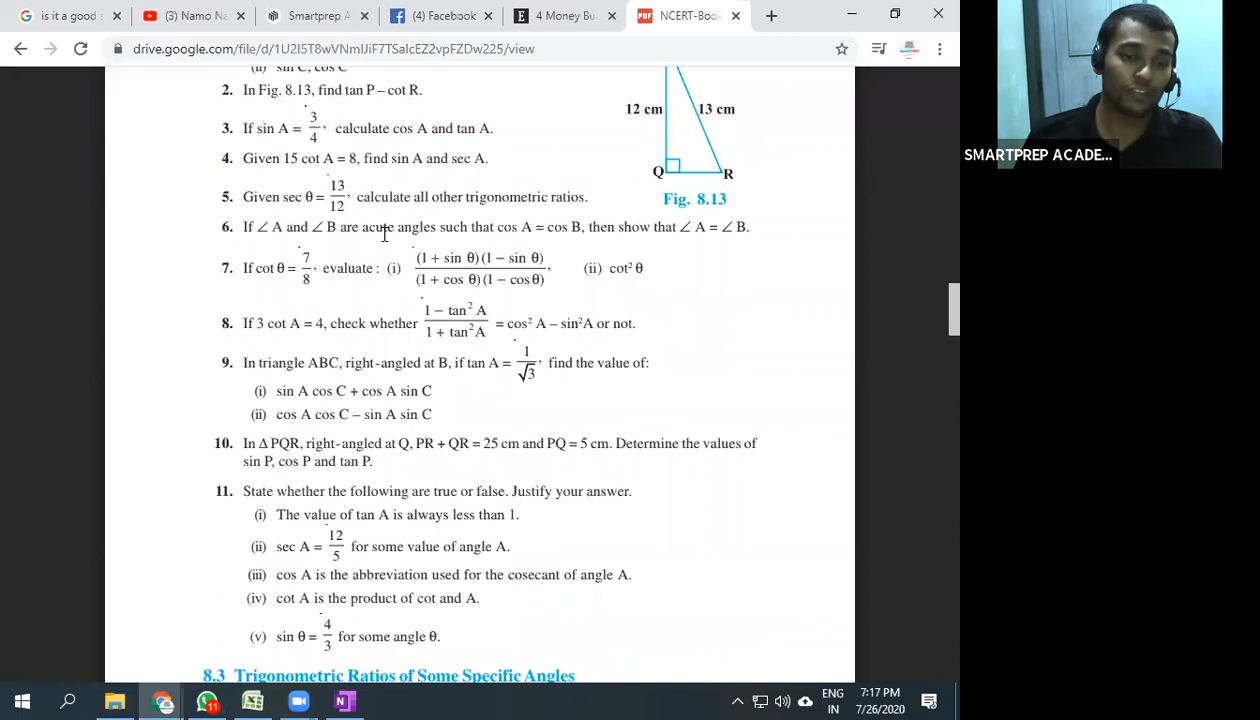 is it a good s
(3) Namo Na
Smartprep A
(4) Facebook
4 Money Bu
NCERT-Book
drive.google.com/file/d/1U2I5T8wVNmIJiF7TSalcEZ2vpFZDw225/view
(ii) sin C, cos C
2. In Fig. 8.13, find tan P – cot R.
3. If sin A = 3/4, calculate cos A and tan A.
4. Given 15 cot A = 8, find sin A and sec A.
5. Given sec θ = 13/12, calculate all other trigonometric ratios.
12 cm
13 cm
Q
R
Fig. 8.13
6. If ∠ A and ∠ B are acute angles such that cos A = cos B, then show that ∠ A = ∠ B.
7. If cot θ = 7/8, evaluate : (i) (1 + sin θ)(1 – sin θ)/(1 + cos θ)(1 – cos θ), (ii) cot² θ
8. If 3 cot A = 4, check whether 1 – tan² A/1 + tan² A = cos² A – sin² A or not.
9. In triangle ABC, right-angled at B, if tan A = 1/√3, find the value of:
(i) sin A cos C + cos A sin C
(ii) cos A cos C – sin A sin C
10. In Δ PQR, right-angled at Q, PR + QR = 25 cm and PQ = 5 cm. Determine the values of
sin P, cos P and tan P.
11. State whether the following are true or false. Justify your answer.
(i) The value of tan A is always less than 1.
(ii) sec A = 12/5 for some value of angle A.
(iii) cos A is the abbreviation used for the cosecant of angle A.
(iv) cot A is the product of cot and A.
(v) sin θ = 4/3 for some angle θ.
8.3 Trigonometric Ratios of Some Specific Angles
SMARTPREP ACADE...
11
ENG
IN
7:17 PM
7/26/2020